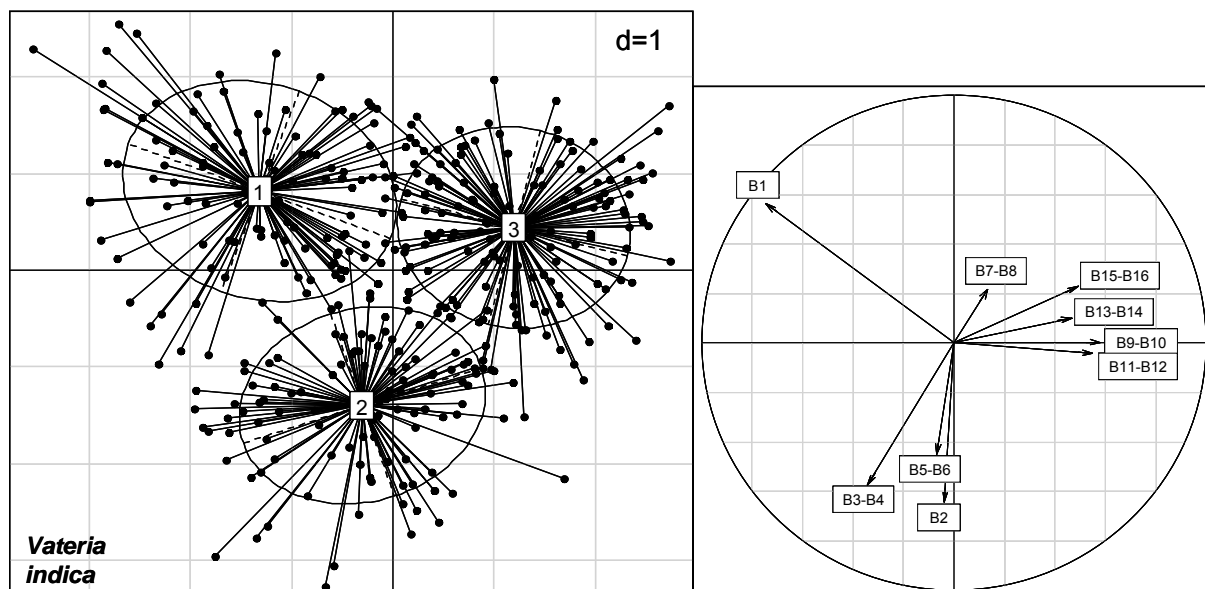 d=1
1
3
2
Vateria
indica
B1
B7-B8
B15-B16
B13-B14
B9-B10
B11-B12
B5-B6
B3-B4
B2